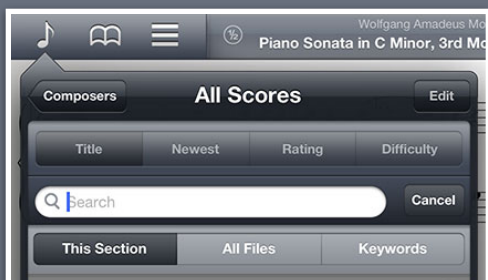 ½
Wolfgang Amadeus Mo
Piano Sonata in C Minor, 3rd Mo
Composers
All Scores
Edit
Title Newest Rating Difficulty
Search
Cancel
This Section All Files Keywords